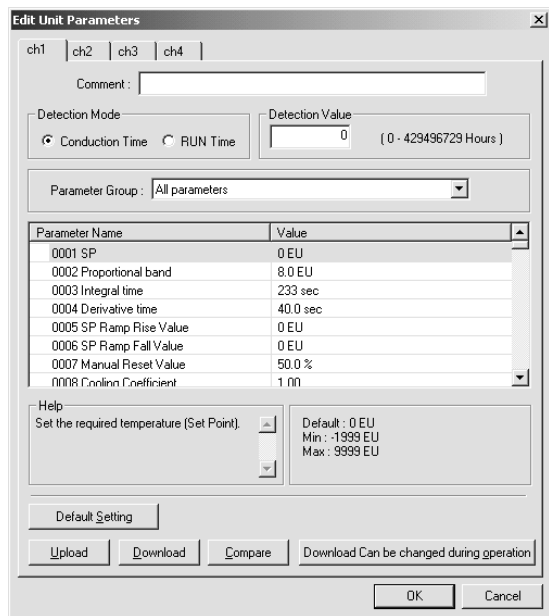 Edit Unit Parameters
ch1 ch2 ch3 ch4
Comment :
Detection Mode
Conduction Time RUN Time
Detection Value
0 ( 0 - 429496729 Hours )
Parameter Group : All parameters
Parameter Name Value
0001 SP 0 EU
0002 Proportional band 8.0 EU
0003 Integral time 233 sec
0004 Derivative time 40.0 sec
0005 SP Ramp Rise Value 0 EU
0006 SP Ramp Fall Value 0 EU
0007 Manual Reset Value 50.0 %
0008 Cooling Coefficient 1.00
Help
Set the required temperature (Set Point).
Default : 0 EU
Min : -1999 EU
Max : 9999 EU
Default Setting
Upload Download Compare Download Can be changed during operation
OK Cancel